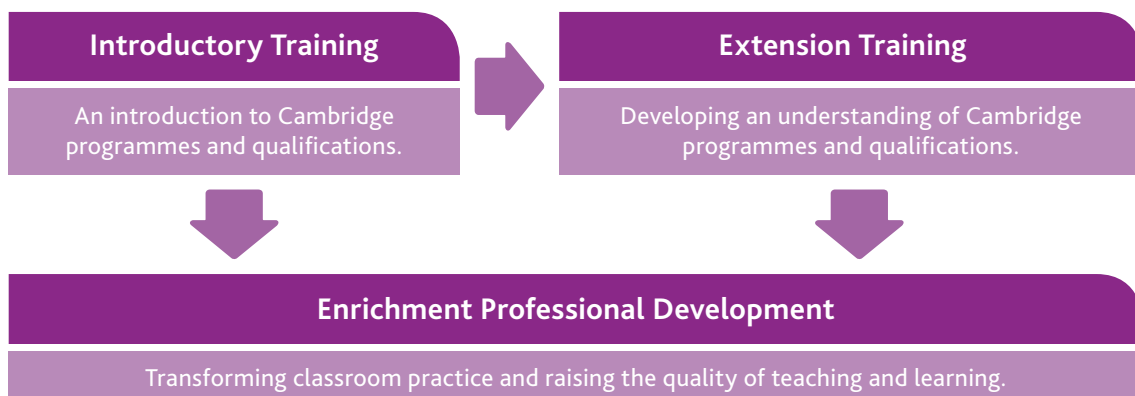 Introductory Training
An introduction to Cambridge
programmes and qualifications.
Extension Training
Developing an understanding of Cambridge
programmes and qualifications.
Enrichment Professional Development
Transforming classroom practice and raising the quality of teaching and learning.